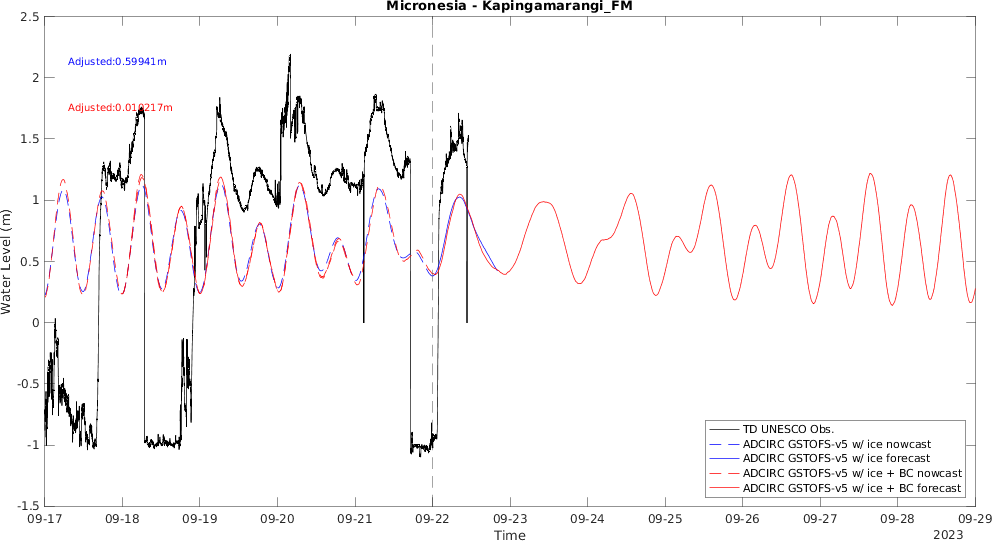 Micronesia - Kapingamarangi_FM
2.5
2
1.5
1
0.5
0
-0.5
-1
-1.5
Water Level (m)
Adjusted:0.59941m
Adjusted:0.010217m
TD UNESCO Obs.
ADCIRC GSTOFS-v5 w/ ice nowcast
ADCIRC GSTOFS-v5 w/ ice forecast
ADCIRC GSTOFS-v5 w/ ice + BC nowcast
ADCIRC GSTOFS-v5 w/ ice + BC forecast
09-17 09-18 09-19 09-20 09-21 09-22 09-23 09-24 09-25 09-26 09-27 09-28 09-29
Time
2023